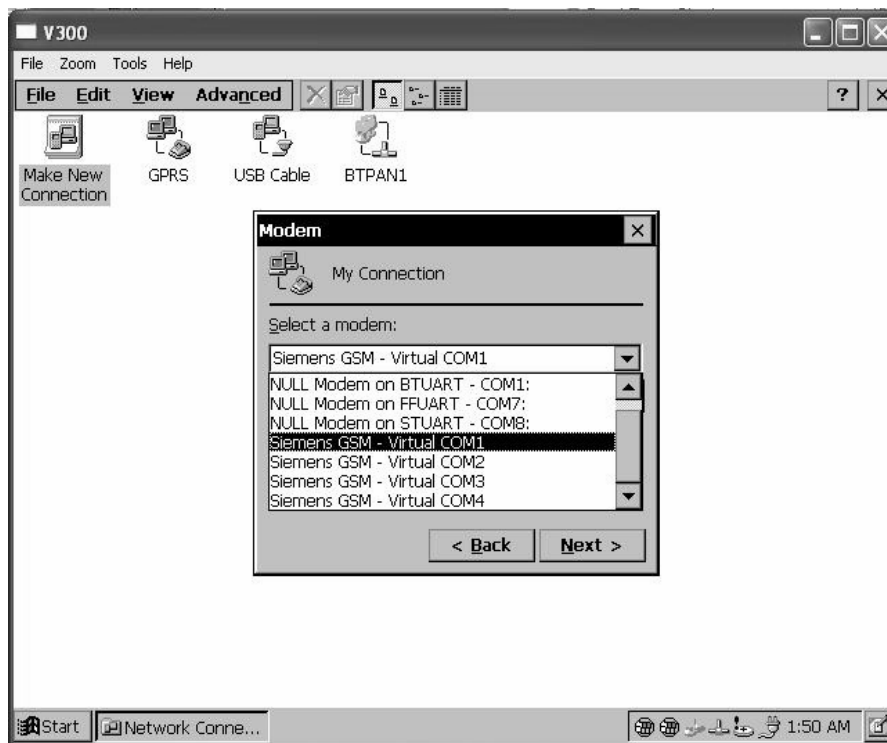 V300
File Zoom Tools Help
File Edit View Advanced ?
Make New Connection
GPRS
USB Cable
BTPAN1
Modem
My Connection
Select a modem:
Siemens GSM - Virtual COM1
NULL Modem on BTUART - COM1:
NULL Modem on FFUART - COM7:
NULL Modem on STUART - COM8:
Siemens GSM - Virtual COM1
Siemens GSM - Virtual COM2
Siemens GSM - Virtual COM3
Siemens GSM - Virtual COM4
< Back Next >
Start Network Conne... 1:50 AM